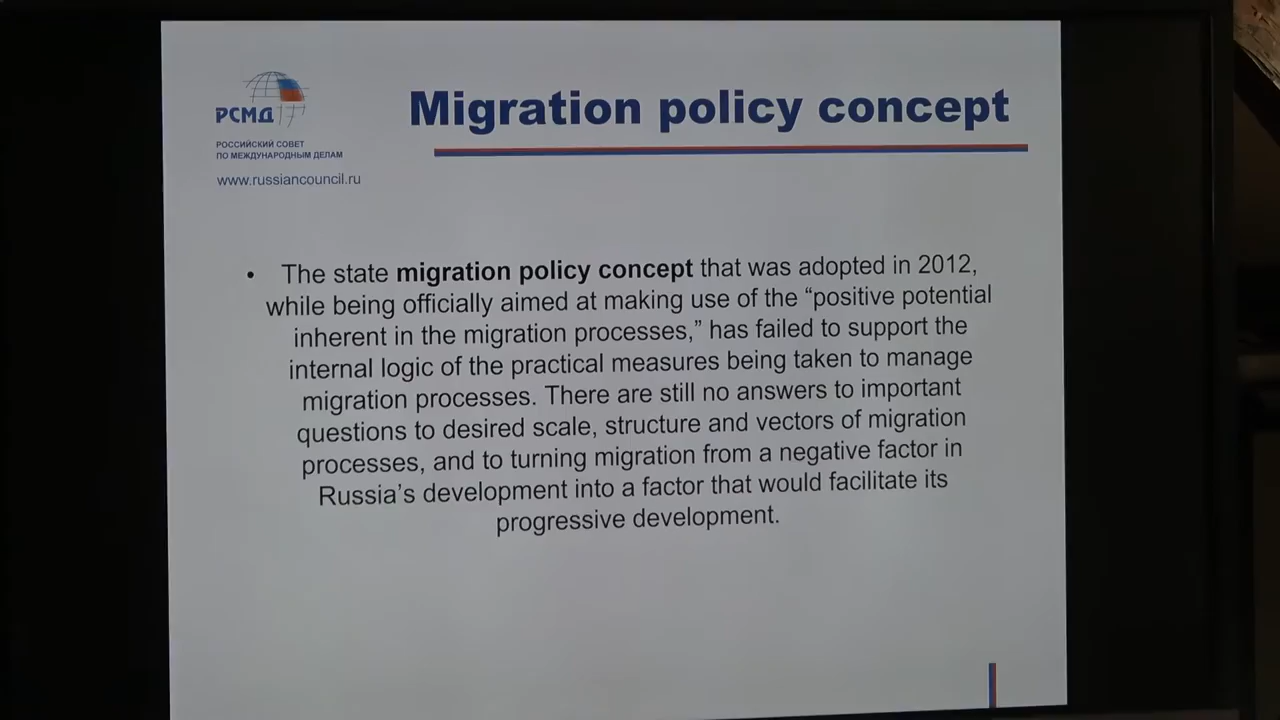 РСМД
РОССИЙСКИЙ СОВЕТ
ПО МЕЖДУНАРОДНЫМ ДЕЛАМ
www.russiancouncil.ru
Migration policy concept
• The state migration policy concept that was adopted in 2012,
while being officially aimed at making use of the “positive potential
inherent in the migration processes,” has failed to support the
internal logic of the practical measures being taken to manage
migration processes. There are still no answers to important
questions to desired scale, structure and vectors of migration
processes, and to turning migration from a negative factor in
Russia’s development into a factor that would facilitate its
progressive development.